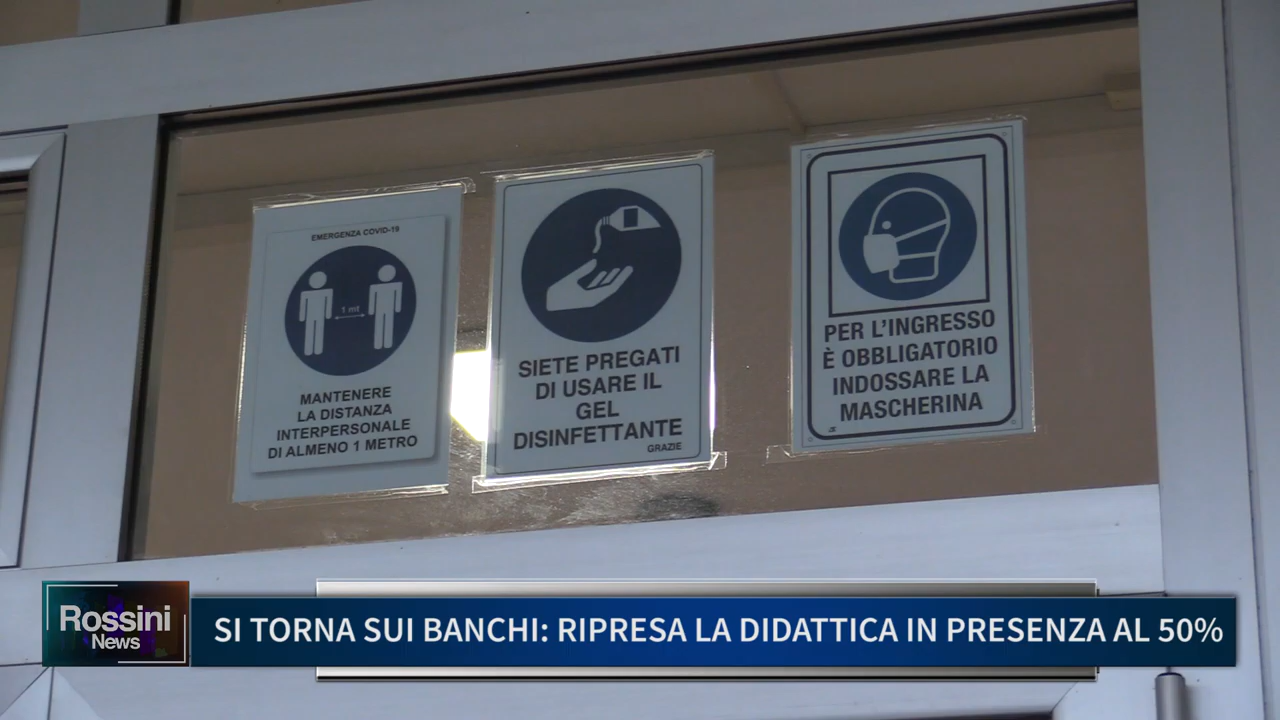 EMERGENZA COVID-19
1 mt
MANTENERE
LA DISTANZA
INTERPERSONALE
DI ALMENO 1 METRO
SIETE PREGATI
DI USARE IL
GEL
DISINFETTANTE
GRAZIE
PER L'INGRESSO
È OBBLIGATORIO
INDOSSARE LA
MASCHERINA
Rossini
News
SI TORNA SUI BANCHI: RIPRESA LA DIDATTICA IN PRESENZA AL 50%